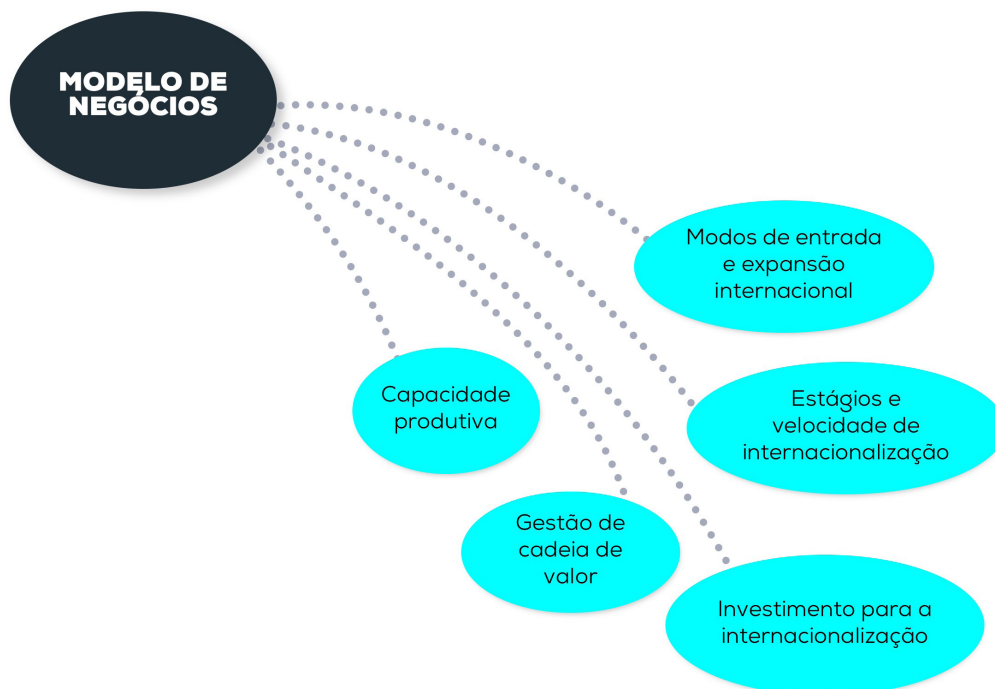 MODELO DE
NEGÓCIOS
Modos de entrada
e expansão
internacional
Estágios e
velocidade de
internacionalização
Capacidade
produtiva
Gestão de
cadeia de
valor
Investimento para a
internacionalização